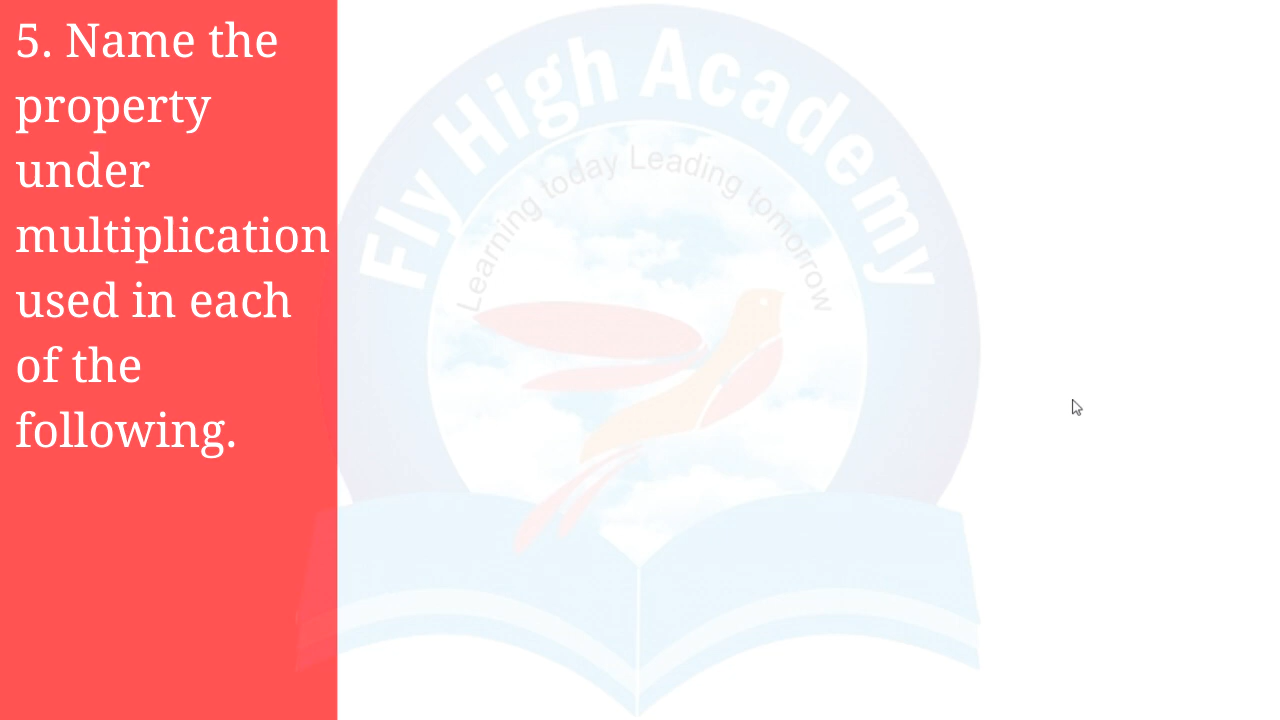 5. Name the
property
under
multiplication
used in each
of the
following.
Fly High Academy
Learning today Leading tomorrow